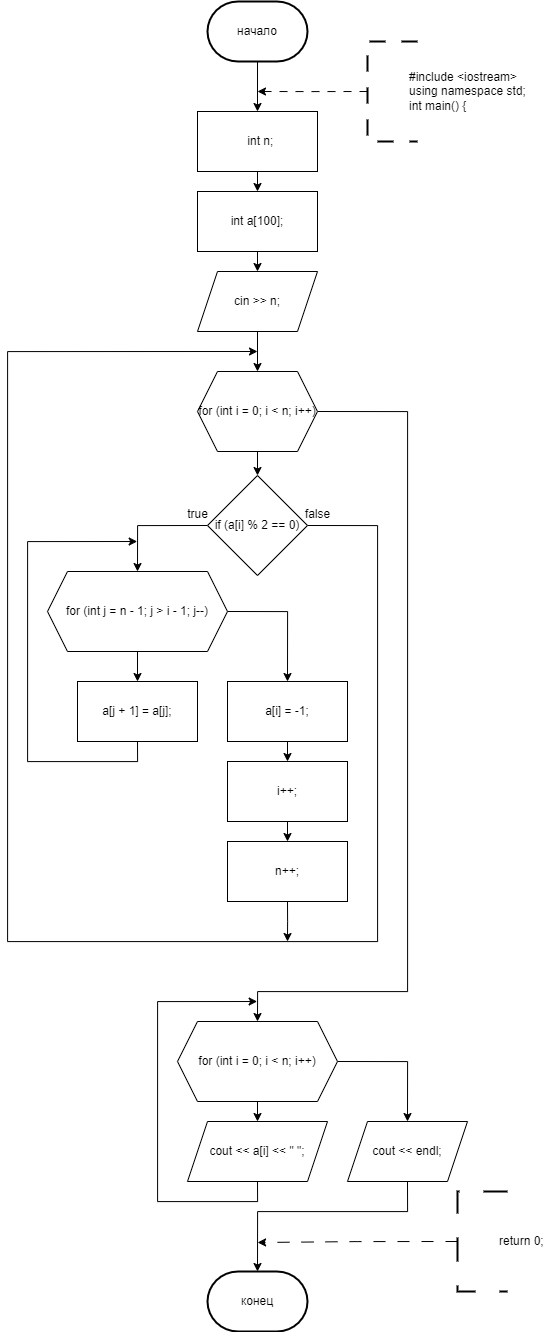 начало
#include <iostream>
using namespace std;
int main() {
int n;
int a[100];
cin >> n;
for (int i = 0; i < n; i++)
true
false
if (a[i] % 2 == 0)
for (int j = n - 1; j > i - 1; j--)
a[j + 1] = a[j];
a[i] = -1;
i++;
n++;
for (int i = 0; i < n; i++)
cout << a[i] << " ";
cout << endl;
return 0;
конец